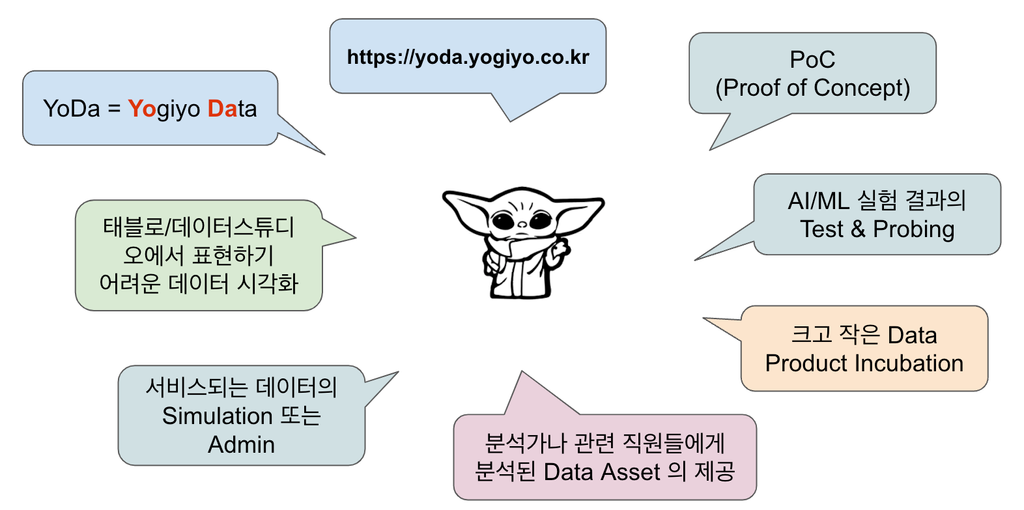 https://yoda.yogiyo.co.kr
PoC
(Proof of Concept)
YoDa = Yogiyo Data
AI/ML 실험 결과의
Test & Probing
태블로/데이터스튜디
오에서 표현하기
어려운 데이터 시각화
크고 작은 Data
Product Incubation
서비스되는 데이터의
Simulation 또는
Admin
분석가나 관련 직원들에게
분석된 Data Asset 의 제공